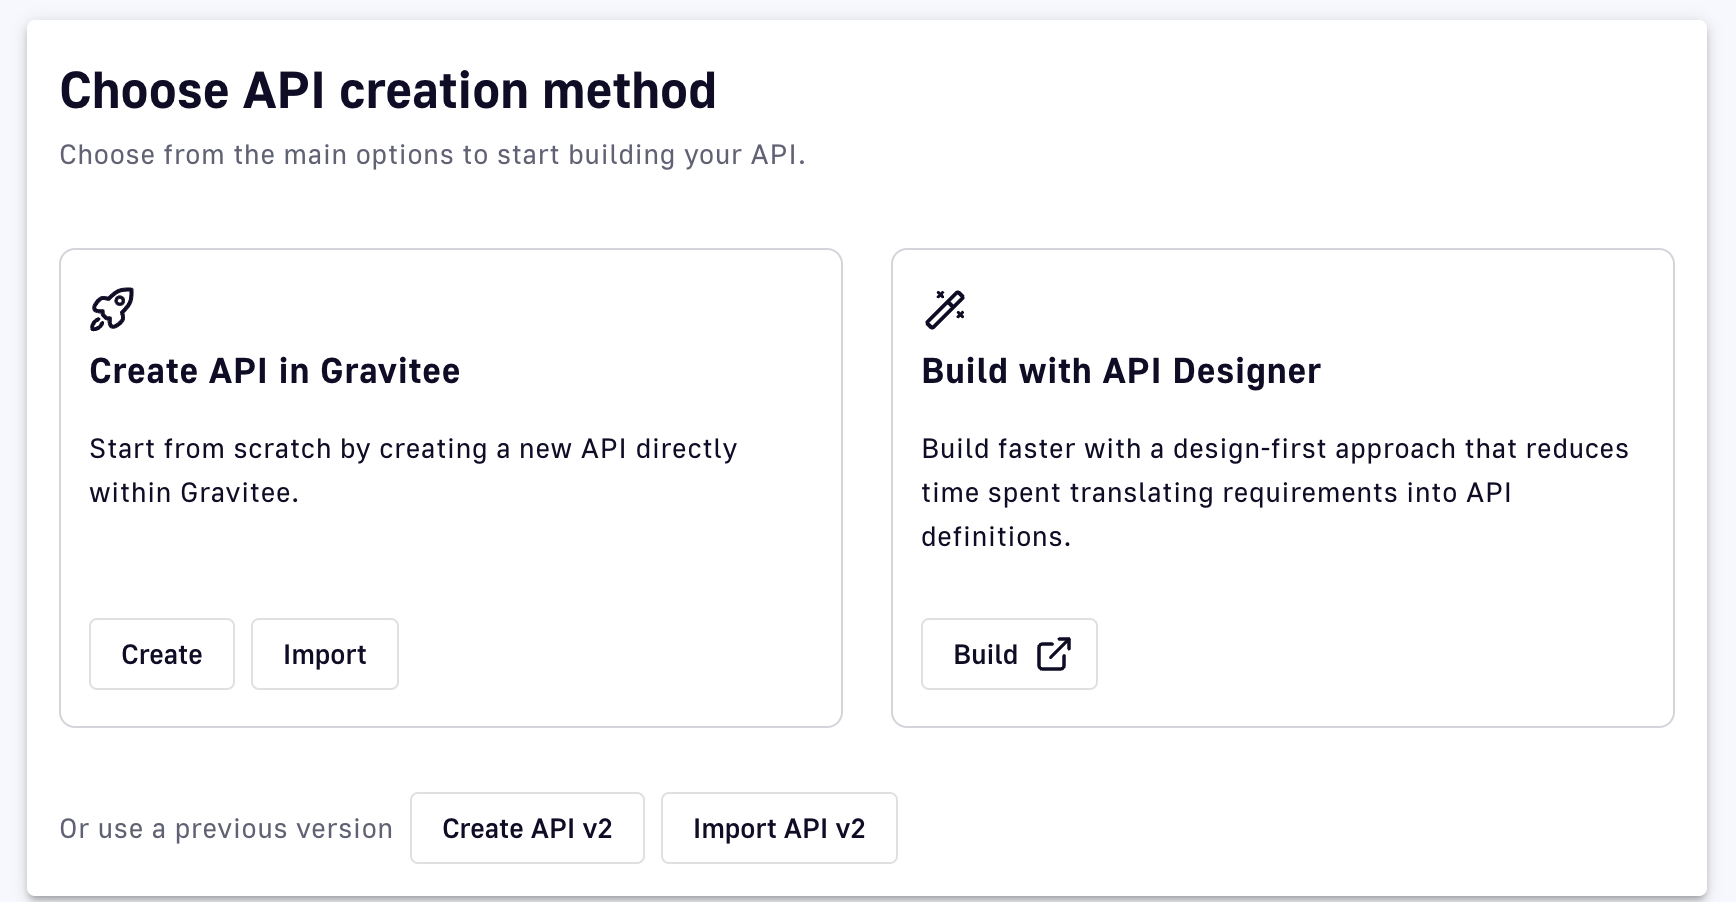 Choose API creation method
Choose from the main options to start building your API.
Create API in Gravitee
Start from scratch by creating a new API directly
within Gravitee.
Create
Import
Build with API Designer
Build faster with a design-first approach that reduces
time spent translating requirements into API
definitions.
Build
Or use a previous version
Create API v2
Import API v2